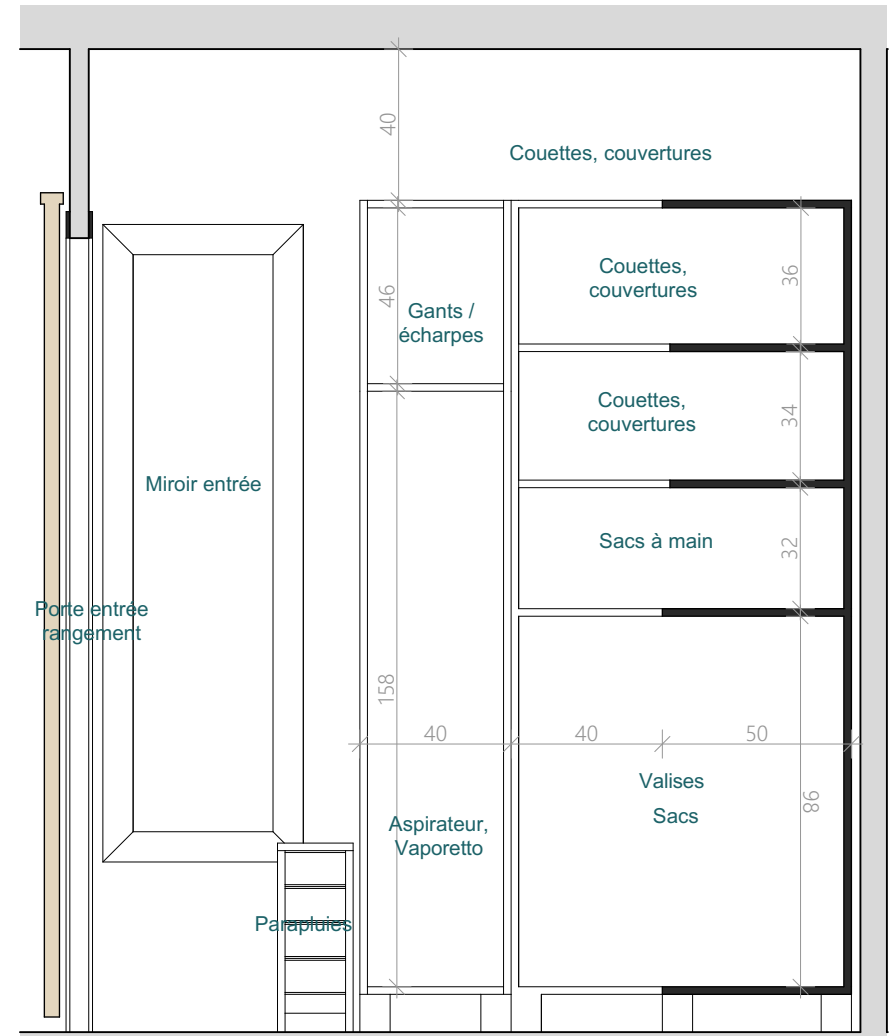 40
Couettes, couvertures
Couettes,
couvertures
36
46
Gants /
écharpes
Couettes,
couvertures
34
Miroir entrée
Sacs à main
32
Porte entrée
rangement
158
40
40
50
Valises
Sacs
98
Aspirateur,
Vaporetto
Parapluies